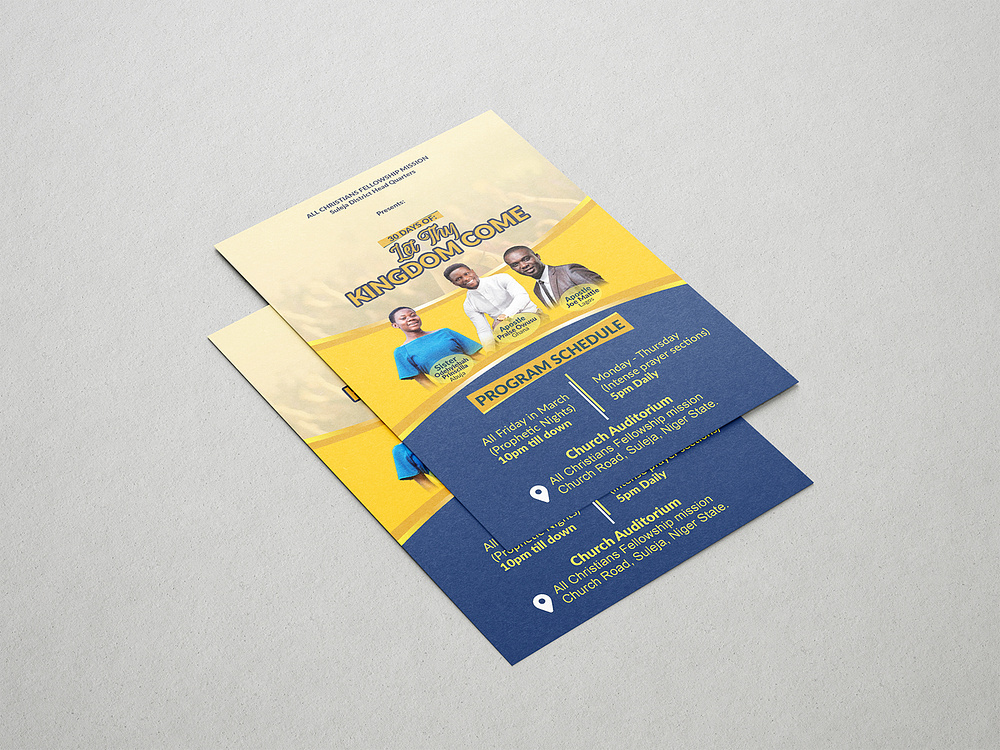 ALL CHRISTIANS FELLOWSHIP MISSION
Suleja District Head Quarters
Presents:
30 DAYS OF:
Let Thy
KINGDOM COME
Sister
Priscilla
Abuja
Apostle
Praise Owusu
Ghana
Apostle
Joe Mattie
Lagos
PROGRAM SCHEDULE
All Friday in March
(Prophetic Nights)
10pm till down
Monday - Thursday
(Intense prayer sections)
5pm Daily
Church Auditorium
All Christians Fellowship mission
Church Road, Suleja, Niger State.
All
(Prophetic Nights)
10pm till down
(Intense prayer sections)
5pm Daily
Church Auditorium
All Christians Fellowship mission
Church Road, Suleja, Niger State.